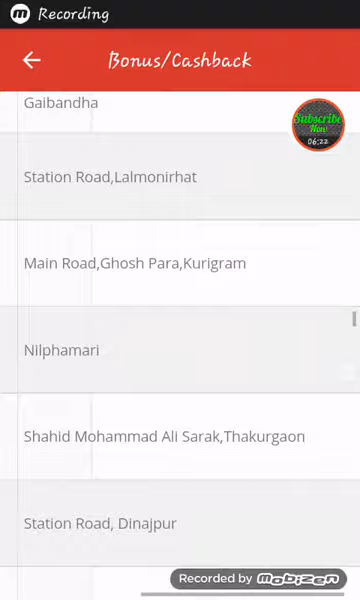 m Recording
Bonus/Cashback
Gaibandha
Subscribe
Now
06:22
Station Road,Lalmonirhat
Main Road,Ghosh Para,Kurigram
Nilphamari
Shahid Mohammad Ali Sarak,Thakurgaon
Station Road, Dinajpur
Recorded by Mobizen